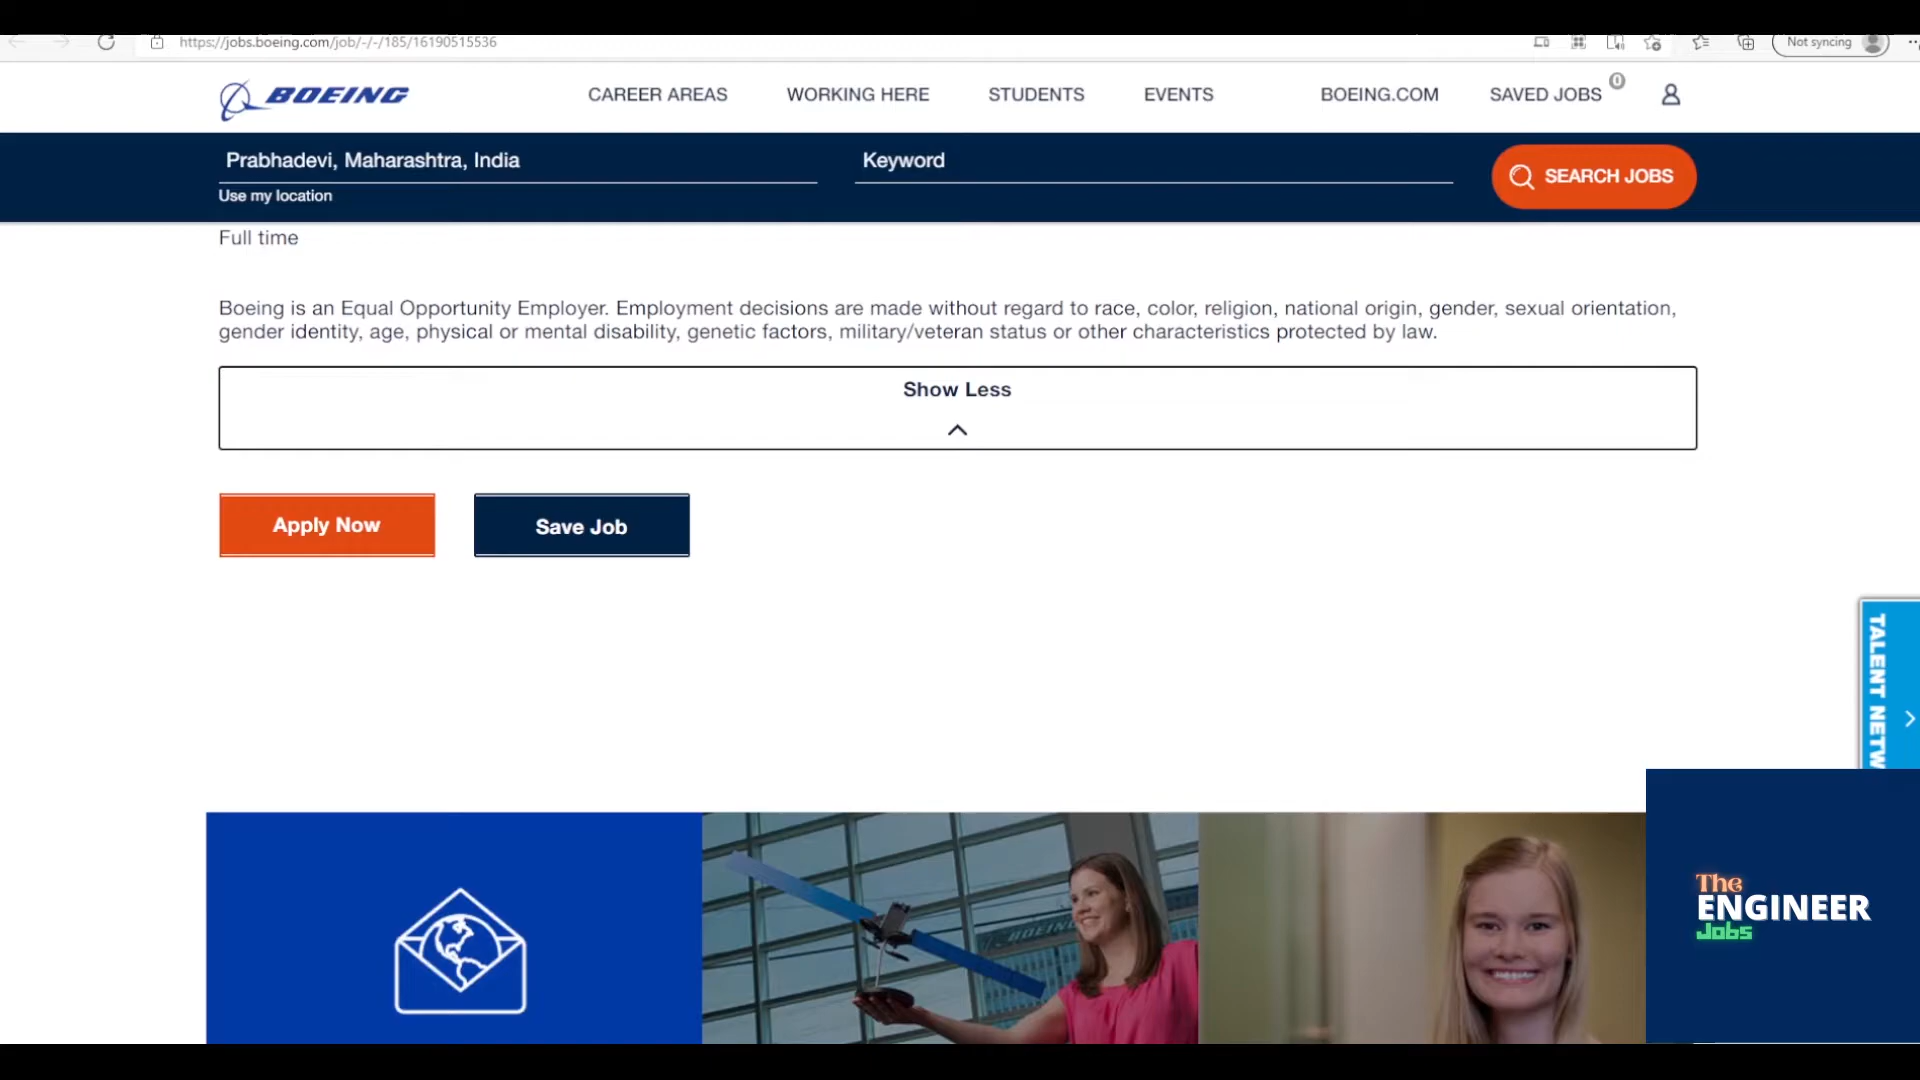 https://jobs.boeing.com/job/-/-/185/16190515536
Not syncing
BOEING
CAREER AREAS
WORKING HERE
STUDENTS
EVENTS
BOEING.COM
SAVED JOBS
0
Prabhadevi, Maharashtra, India
Keyword
SEARCH JOBS
Use my location
Full time
Boeing is an Equal Opportunity Employer. Employment decisions are made without regard to race, color, religion, national origin, gender, sexual orientation,
gender identity, age, physical or mental disability, genetic factors, military/veteran status or other characteristics protected by law.
Show Less
Apply Now
Save Job
TALENT NETW
BOEING
The
ENGINEER
Jobs